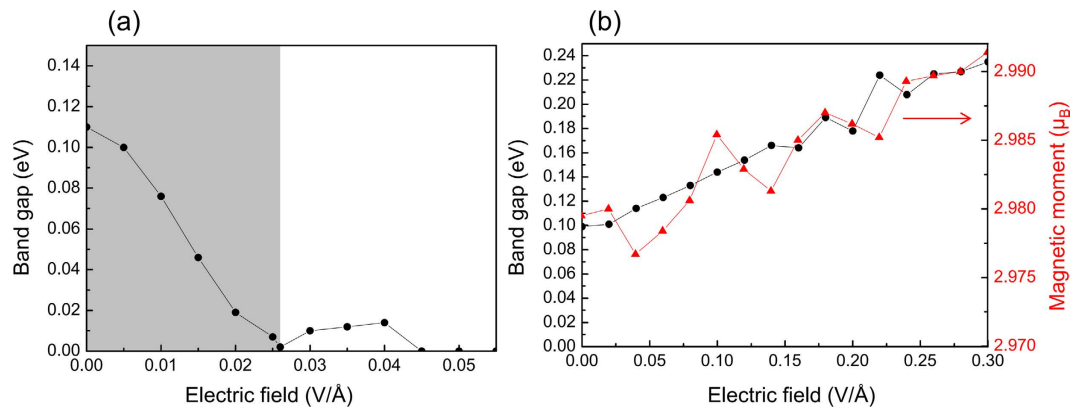 (a)
(b)
Band gap (eV)
0.14
0.12
0.10
0.08
0.06
0.04
0.02
0.00
0.00 0.01 0.02 0.03 0.04 0.05
Electric field (V/Å)
Band gap (eV)
0.24
0.22
0.20
0.18
0.16
0.14
0.12
0.10
0.08
0.06
0.04
0.02
0.00
0.00 0.05 0.10 0.15 0.20 0.25 0.30
Electric field (V/Å)
2.990
2.985
2.980
2.975
2.970
Magnetic moment (μB)